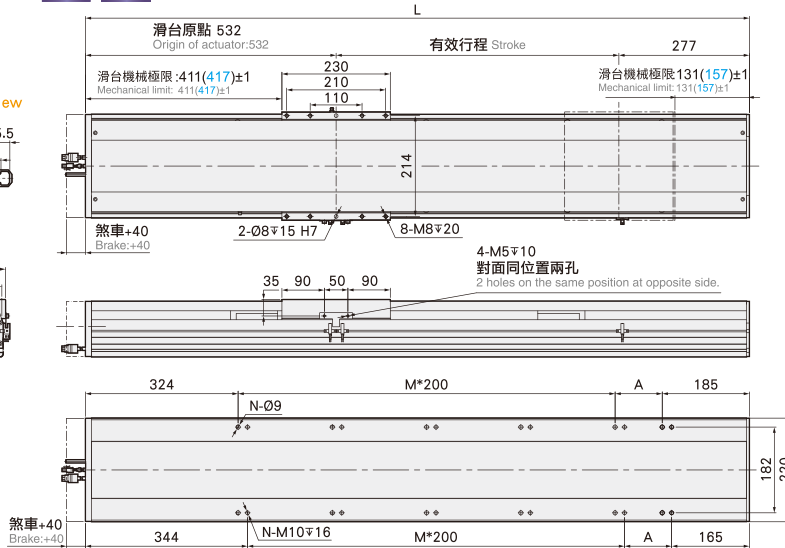 L
滑台原點 532
Origin of actuator:532
有效行程 Stroke
277
滑台機械極限:411(417)±1
Mechanical limit: 411(417)±1
230
210
110
滑台機械極限:131(157)±1
Mechanical limit:131(157)±1
ew
5.5
214
煞車+40
Brake:+40
2-Ø8↧15 H7
8-M8↧20
4-M5↧10
對面同位置兩孔
2 holes on the same position at opposite side.
35
90
50
90
324
M*200
A
185
N-Ø9
182
220
煞車+40
Brake:+40
344
N-M10↧16
M*200
A
165